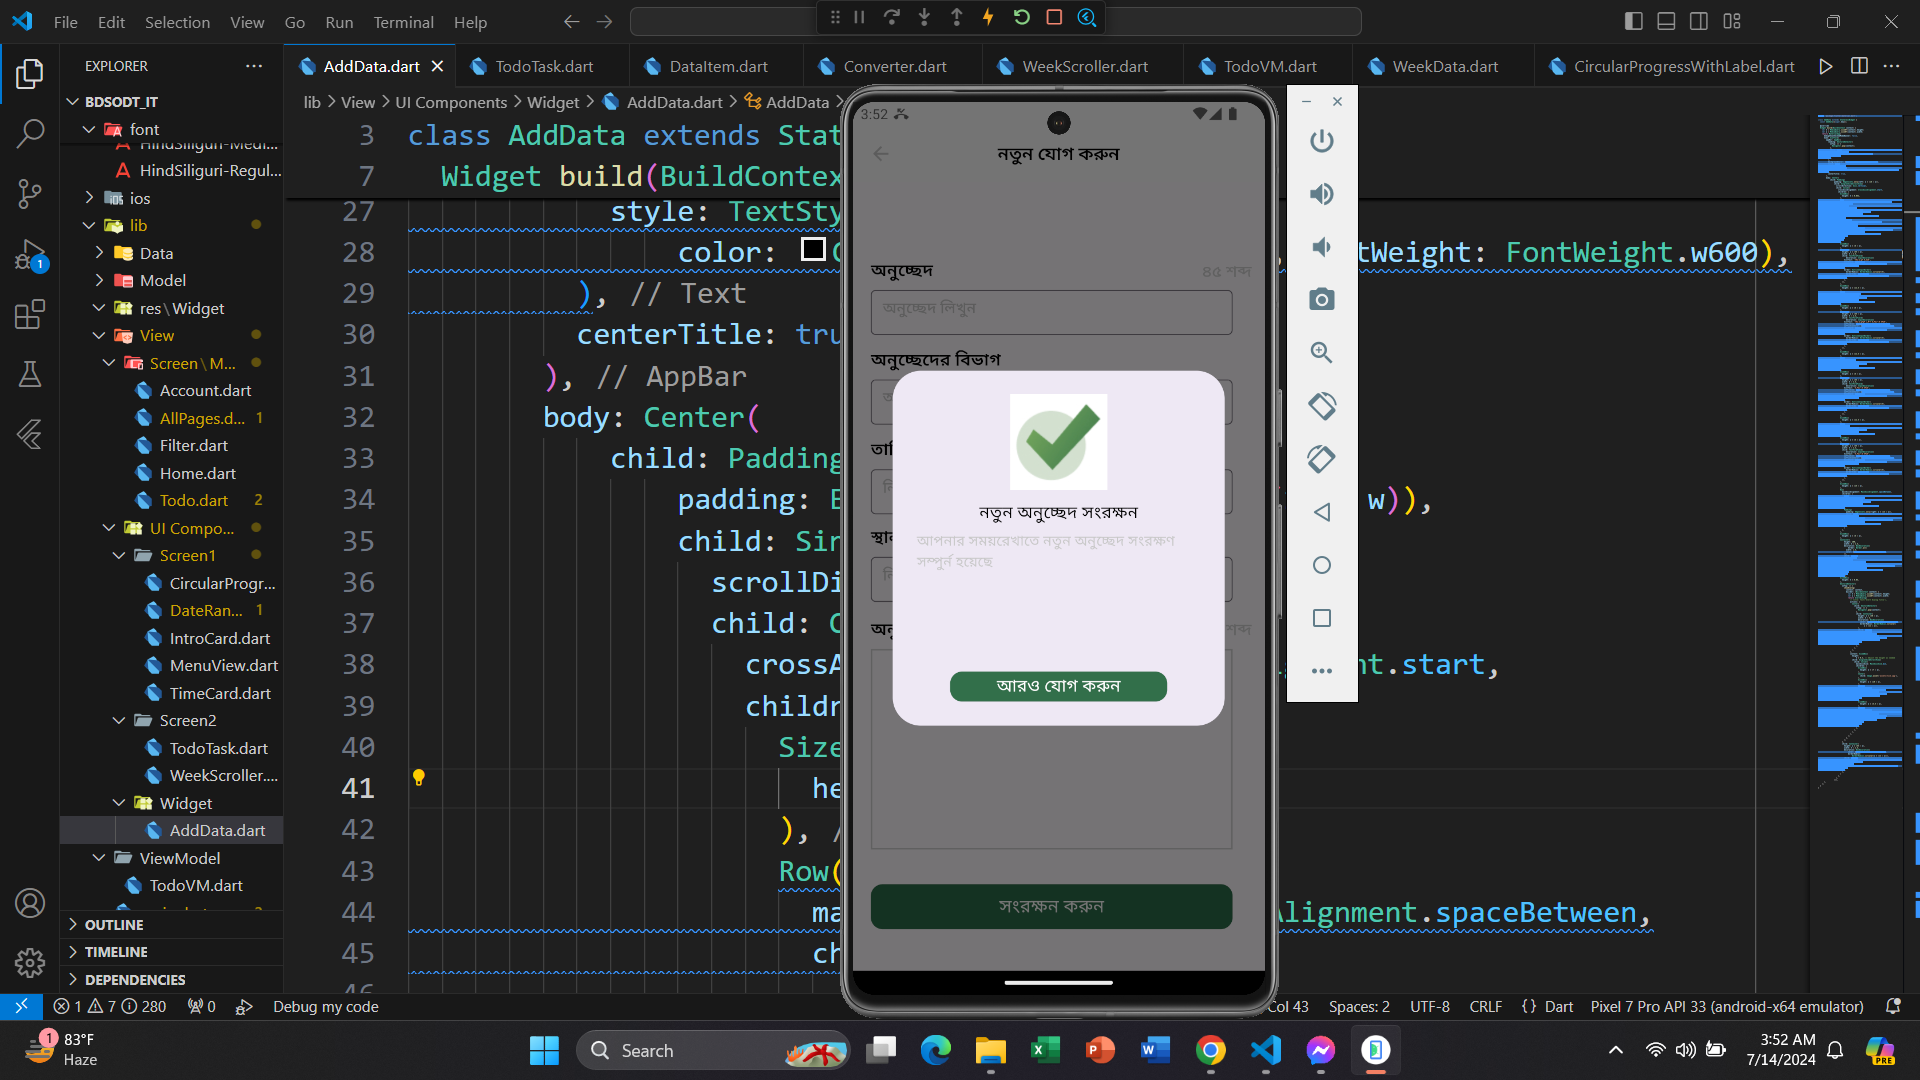 File Edit Selection View Go Run Terminal Help
EXPLORER
BDSODT_IT
font
HindSiliguri-Medi...
HindSiliguri-Regul...
ios
lib
Data
Model
res\Widget
View
Screen\M...
Account.dart
AllPages.d... 1
Filter.dart
Home.dart
Todo.dart 2
UI Compo...
Screen1
CircularProgr...
DateRan... 1
IntroCard.dart
MenuView.dart
TimeCard.dart
Screen2
TodoTask.dart
WeekScroller....
Widget
AddData.dart
ViewModel
TodoVM.dart
OUTLINE
TIMELINE
DEPENDENCIES
1
AddData.dart TodoTask.dart DataItem.dart Converter.dart WeekScroller.dart TodoVM.dart WeekData.dart CircularProgressWithLabel.dart
lib > View > UI Components > Widget > AddData.dart > AddData
3 class AddData extends Stat
7 Widget build(BuildContex
27 style: TextSty
28 color: tWeight: FontWeight.w600),
29 ), // Text
30 centerTitle: tru
31 ), // AppBar
32 body: Center(
33 child: Padding
34 padding: E w)),
35 child: Sin
36 scrollDi
37 child: C
38 crossA nt.start,
39 childr
40 Size
41 he
42 ), /
43 Row(
44 ma Alignment.spaceBetween,
45 ch
46
3:52
নতুন যোগ করুন
অনুচ্ছেদ ৪৫ শব্দ
অনুচ্ছেদ লিখুন
অনুচ্ছেদের বিভাগ
নতুন অনুচ্ছেদ সংরক্ষন
আপনার সময়রেখাতে নতুন অনুচ্ছেদ সংরক্ষণ
সম্পুর্ন হয়েছে
শব্দ
আরও যোগ করুন
সংরক্ষন করুন
1 7 280 0 Debug my code Col 43 Spaces: 2 UTF-8 CRLF {} Dart Pixel 7 Pro API 33 (android-x64 emulator)
1 83°F
Haze
Search
3:52 AM
7/14/2024
PRE